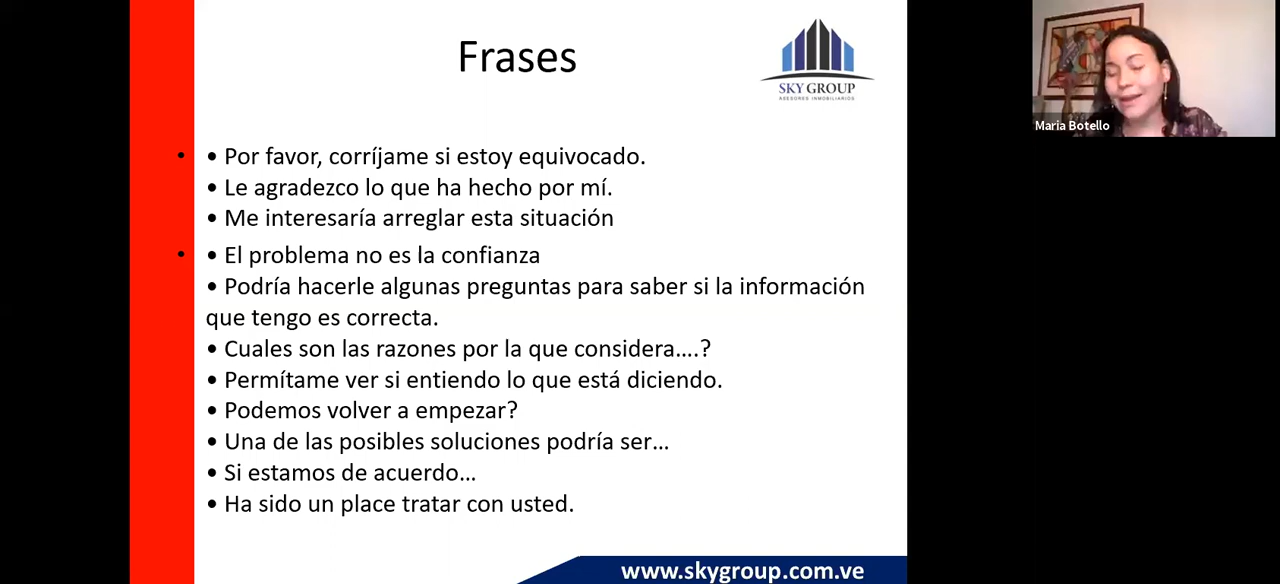 Frases
SKY GROUP
ASESORES INMOBILIARIOS
Maria Botello
• • Por favor, corríjame si estoy equivocado.
• Le agradezco lo que ha hecho por mí.
• Me interesaría arreglar esta situación
• • El problema no es la confianza
• Podría hacerle algunas preguntas para saber si la información
que tengo es correcta.
• Cuales son las razones por la que considera....?
• Permítame ver si entiendo lo que está diciendo.
• Podemos volver a empezar?
• Una de las posibles soluciones podría ser...
• Si estamos de acuerdo...
• Ha sido un place tratar con usted.
www.skygroup.com.ve